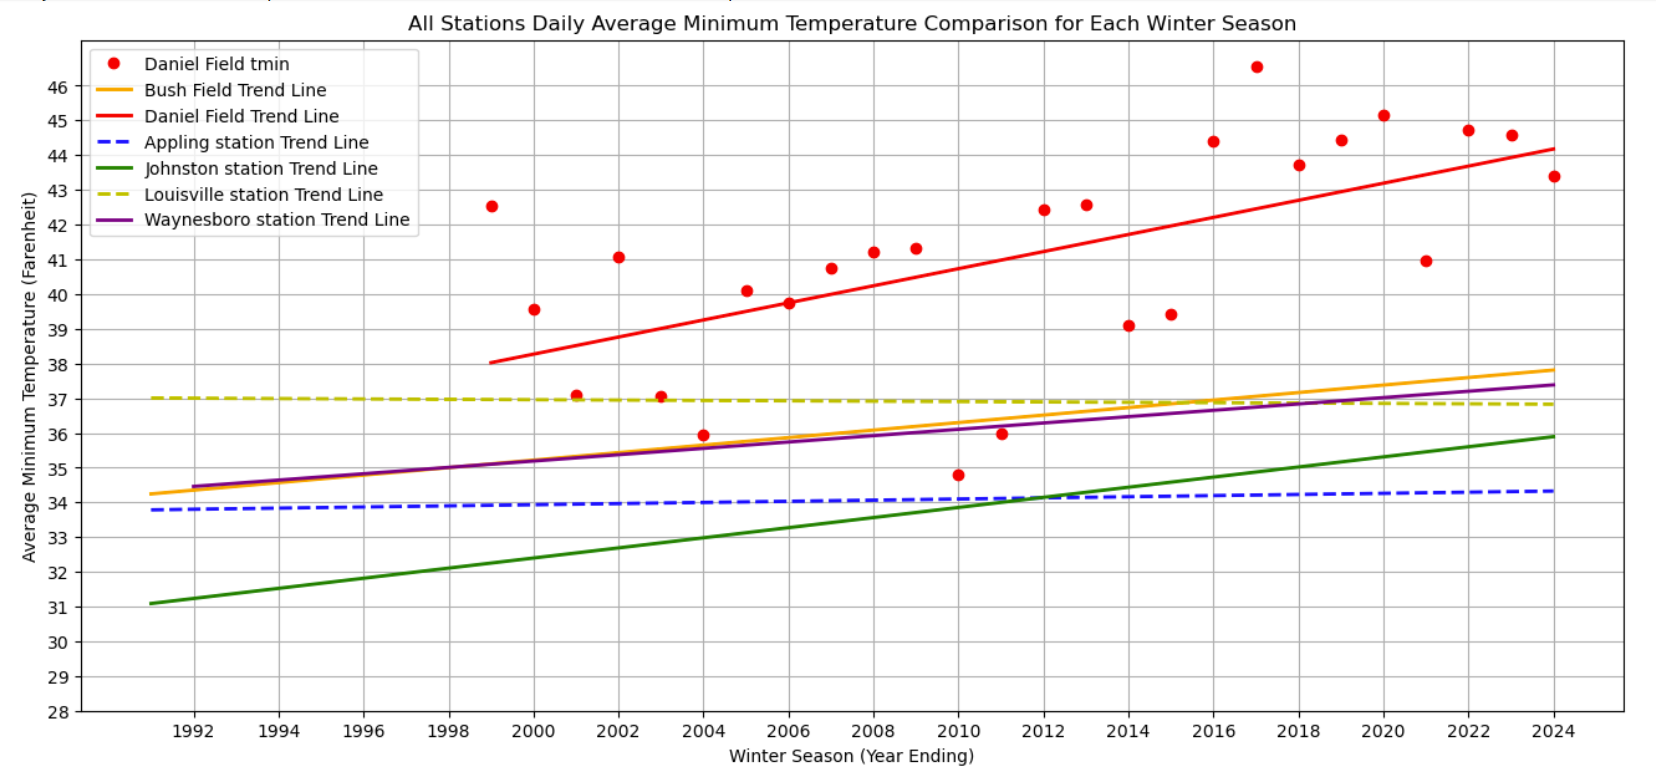 All Stations Daily Average Minimum Temperature Comparison for Each Winter Season
Daniel Field tmin
Bush Field Trend Line
Daniel Field Trend Line
Appling station Trend Line
Johnston station Trend Line
Louisville station Trend Line
Waynesboro station Trend Line
Average Minimum Temperature (Farenheit)
46
45
44
43
42
41
40
39
38
37
36
35
34
33
32
31
30
29
28
1992 1994 1996 1998 2000 2002 2004 2006 2008 2010 2012 2014 2016 2018 2020 2022 2024
Winter Season (Year Ending)